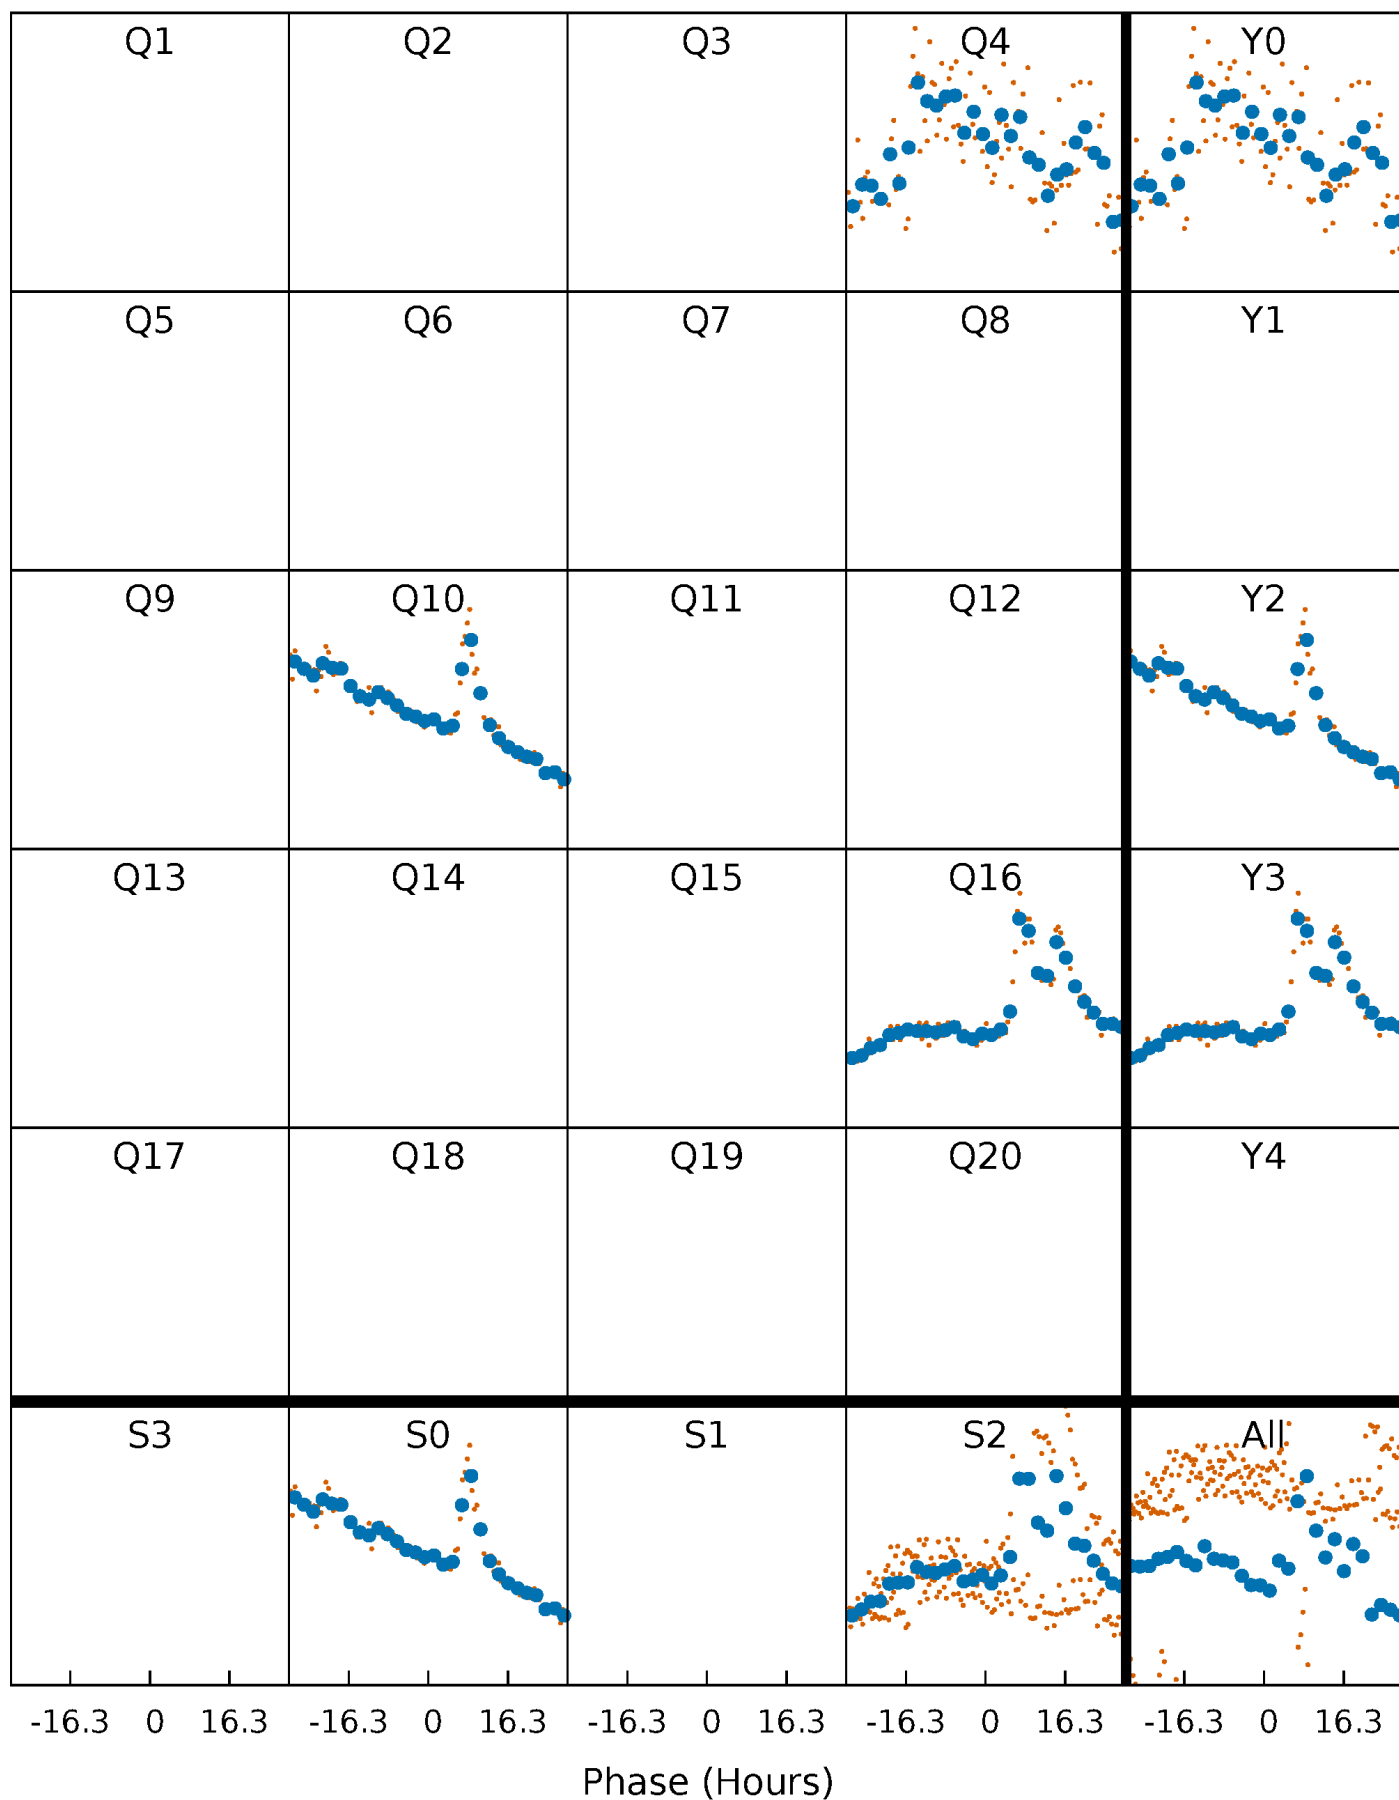 Q1 Q2 Q3 Q4 Y0
Q5 Q6 Q7 Q8 Y1
Q9 Q10 Q11 Q12 Y2
Q13 Q14 Q15 Q16 Y3
Q17 Q18 Q19 Q20 Y4
S3 S0 S1 S2 All
-16.3 0 16.3 -16.3 0 16.3 -16.3 0 16.3 -16.3 0 16.3 -16.3 0 16.3
Phase (Hours)